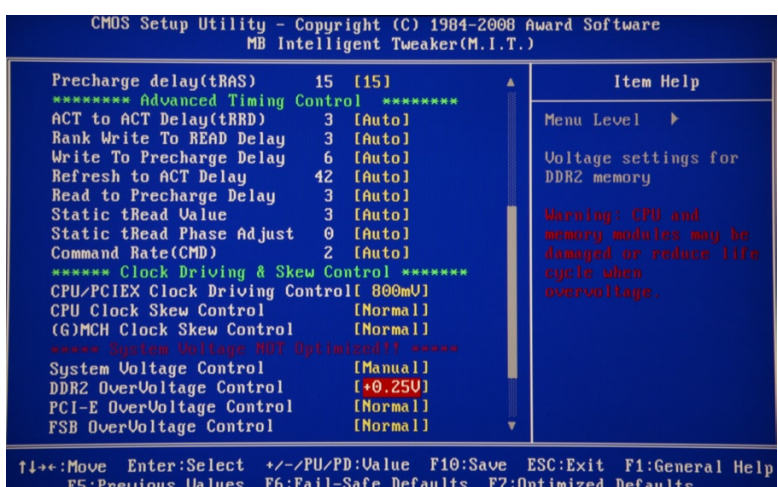 CMOS Setup Utility - Copyright (C) 1984-2008 Award Software
MB Intelligent Tweaker(M.I.T.)
Precharge delay(tRAS) 15 [15]
******** Advanced Timing Control ********
ACT to ACT Delay(tRRD) 3 [Auto]
Rank Write To READ Delay 3 [Auto]
Write To Precharge Delay 6 [Auto]
Refresh to ACT Delay 42 [Auto]
Read to Precharge Delay 3 [Auto]
Static tRead Value 3 [Auto]
Static tRead Phase Adjust 0 [Auto]
Command Rate(CMD) 2 [Auto]
****** Clock Driving & Skew Control *******
CPU/PCIEX Clock Driving Control[ 800mV]
CPU Clock Skew Control [Normal]
(G)MCH Clock Skew Control [Normal]
***** System Voltage NOT Optimized!! *****
System Voltage Control [Manual]
DDR2 OverVoltage Control [+0.25V]
PCI-E OverVoltage Control [Normal]
FSB OverVoltage Control [Normal]
Item Help
Menu Level ▶
Voltage settings for
DDR2 memory
Warning: CPU and
memory modules may be
damaged or reduce life
cycle when
overvoltage.
↑↓→←:Move Enter:Select +/-/PU/PD:Value F10:Save ESC:Exit F1:General Help
F5:Previous Values F6:Fail-Safe Defaults F7:Optimized Defaults